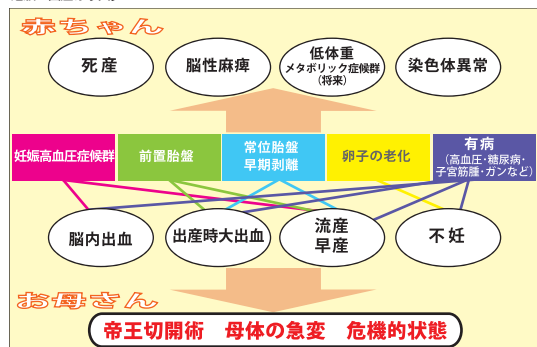 赤ちゃん
死産
脳性麻痺
低体重
メタボリック症候群
(将来)
染色体異常
妊娠高血圧症候群
前置胎盤
常位胎盤
早期剥離
卵子の老化
有病
(高血圧・糖尿病・
子宮筋腫・ガンなど)
脳内出血
出産時大出血
流産
早産
不妊
お母さん
帝王切開術 母体の急変 危機的状態